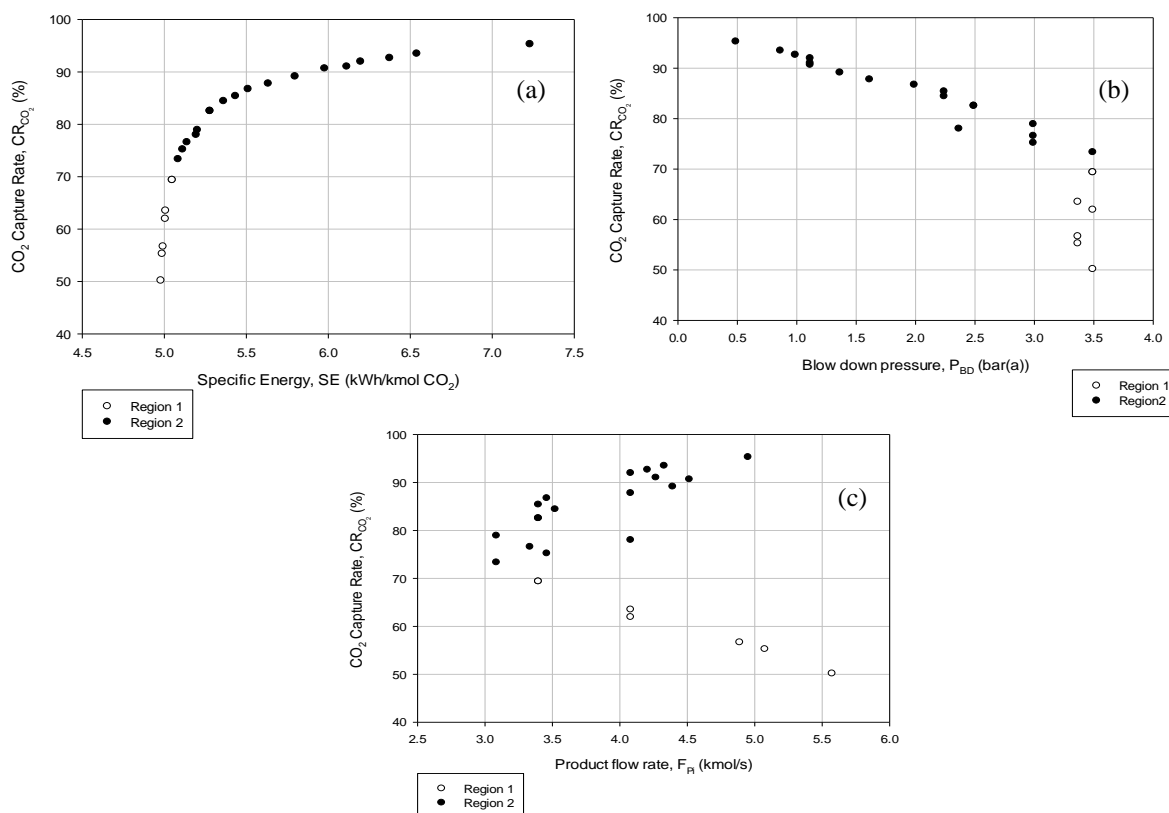 100
90
80
70
60
50
40
CO2 Capture Rate, CRCO2 (%)
(a)
4.5 5.0 5.5 6.0 6.5 7.0 7.5
Specific Energy, SE (kWh/kmol CO2)
Region 1
Region 2
100
90
80
70
60
50
40
CO2 Capture Rate, CRCO2 (%)
(b)
0.0 0.5 1.0 1.5 2.0 2.5 3.0 3.5 4.0
Blow down pressure, PBD (bar(a))
Region 1
Region2
100
90
80
70
60
50
40
CO2 Capture Rate, CRCO2 (%)
(c)
2.5 3.0 3.5 4.0 4.5 5.0 5.5 6.0
Product flow rate, FPi (kmol/s)
Region 1
Region 2